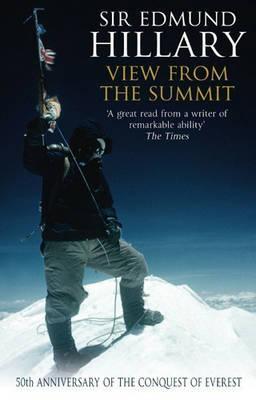 SIR EDMUND
HILLARY
VIEW FROM
THE SUMMIT
'A great read from a writer of
remarkable ability'
The Times
50th ANNIVERSARY OF THE CONQUEST OF EVEREST